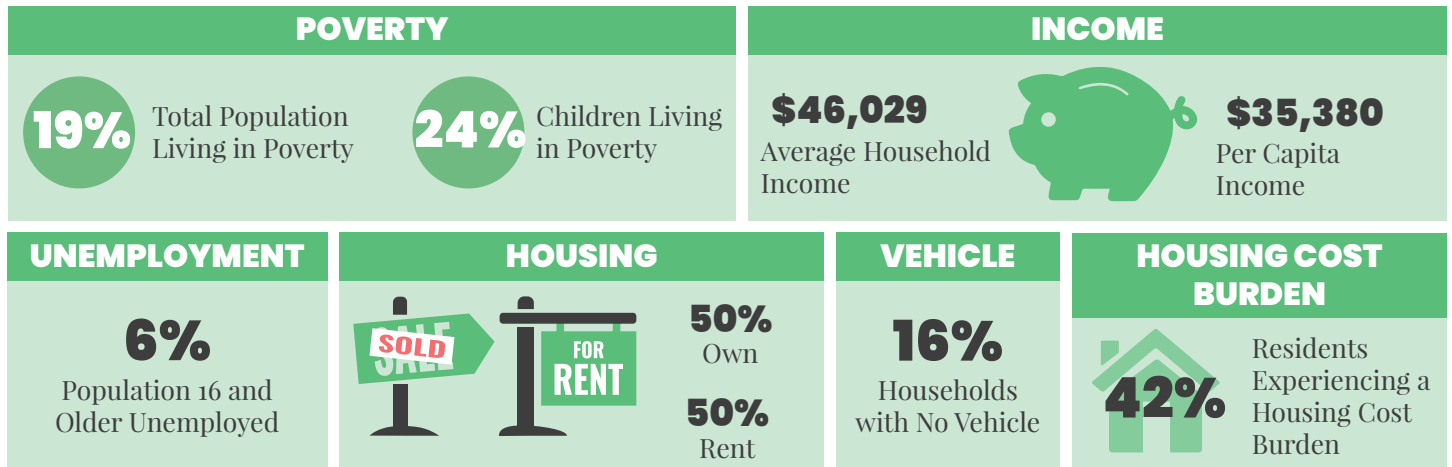 POVERTY
19%
Total Population
Living in Poverty
24%
Children Living
in Poverty
INCOME
$46,029
Average Household
Income
$35,380
Per Capita
Income
UNEMPLOYMENT
6%
Population 16 and
Older Unemployed
HOUSING
SALE
SOLD
FOR
RENT
50%
Own
50%
Rent
VEHICLE
16%
Households
with No Vehicle
HOUSING COST
BURDEN
42%
Residents
Experiencing a
Housing Cost
Burden